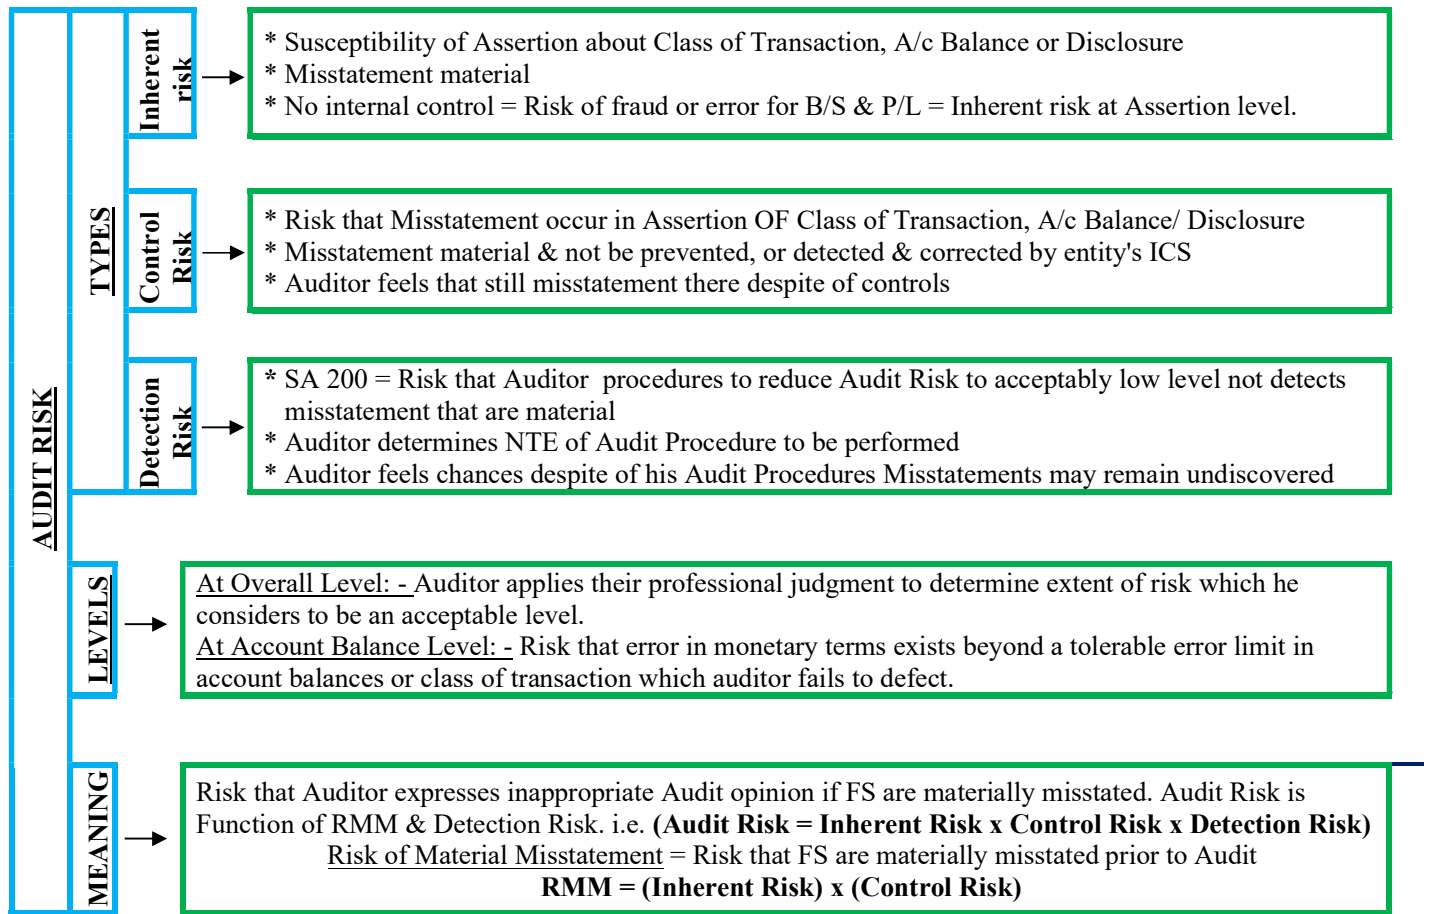 AUDIT RISK
TYPES
Inherent
risk
* Susceptibility of Assertion about Class of Transaction, A/c Balance or Disclosure
* Misstatement material
* No internal control = Risk of fraud or error for B/S & P/L = Inherent risk at Assertion level.
Control
Risk
* Risk that Misstatement occur in Assertion OF Class of Transaction, A/c Balance/ Disclosure
* Misstatement material & not be prevented, or detected & corrected by entity's ICS
* Auditor feels that still misstatement there despite of controls
Detection
Risk
* SA 200 = Risk that Auditor procedures to reduce Audit Risk to acceptably low level not detects
misstatement that are material
* Auditor determines NTE of Audit Procedure to be performed
* Auditor feels chances despite of his Audit Procedures Misstatements may remain undiscovered
LEVELS
At Overall Level: - Auditor applies their professional judgment to determine extent of risk which he
considers to be an acceptable level.
At Account Balance Level: - Risk that error in monetary terms exists beyond a tolerable error limit in
account balances or class of transaction which auditor fails to defect.
MEANING
Risk that Auditor expresses inappropriate Audit opinion if FS are materially misstated. Audit Risk is
Function of RMM & Detection Risk. i.e. (Audit Risk = Inherent Risk x Control Risk x Detection Risk)
Risk of Material Misstatement = Risk that FS are materially misstated prior to Audit
RMM = (Inherent Risk) x (Control Risk)